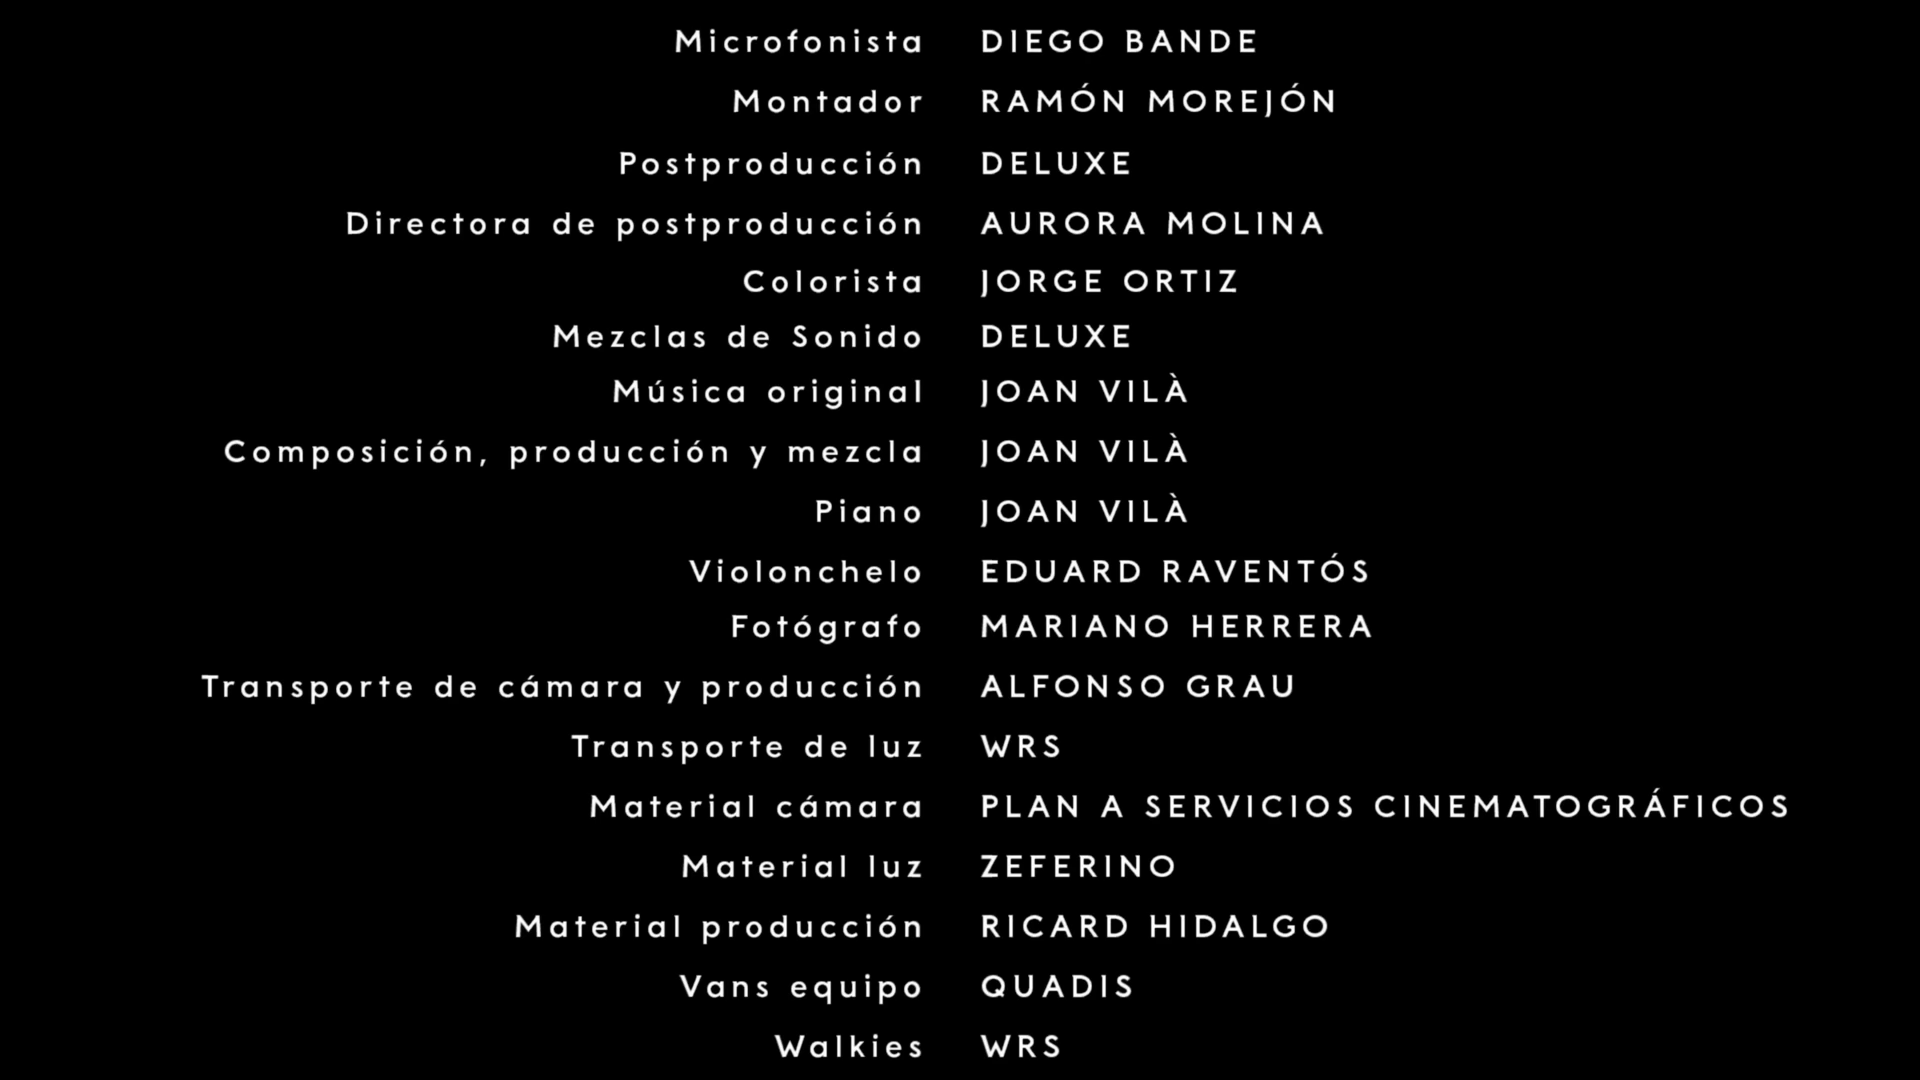 Microfonista DIEGO BANDE
Montador RAMÓN MOREJÓN
Postproducción DELUXE
Directora de postproducción AURORA MOLINA
Colorista JORGE ORTIZ
Mezclas de Sonido DELUXE
Música original JOAN VILÀ
Composición, producción y mezcla JOAN VILÀ
Piano JOAN VILÀ
Violonchelo EDUARD RAVENTÓS
Fotógrafo MARIANO HERRERA
Transporte de cámara y producción ALFONSO GRAU
Transporte de luz WRS
Material cámara PLAN A SERVICIOS CINEMATOGRÁFICOS
Material luz ZEFERINO
Material producción RICARD HIDALGO
Vans equipo QUADIS
Walkies WRS